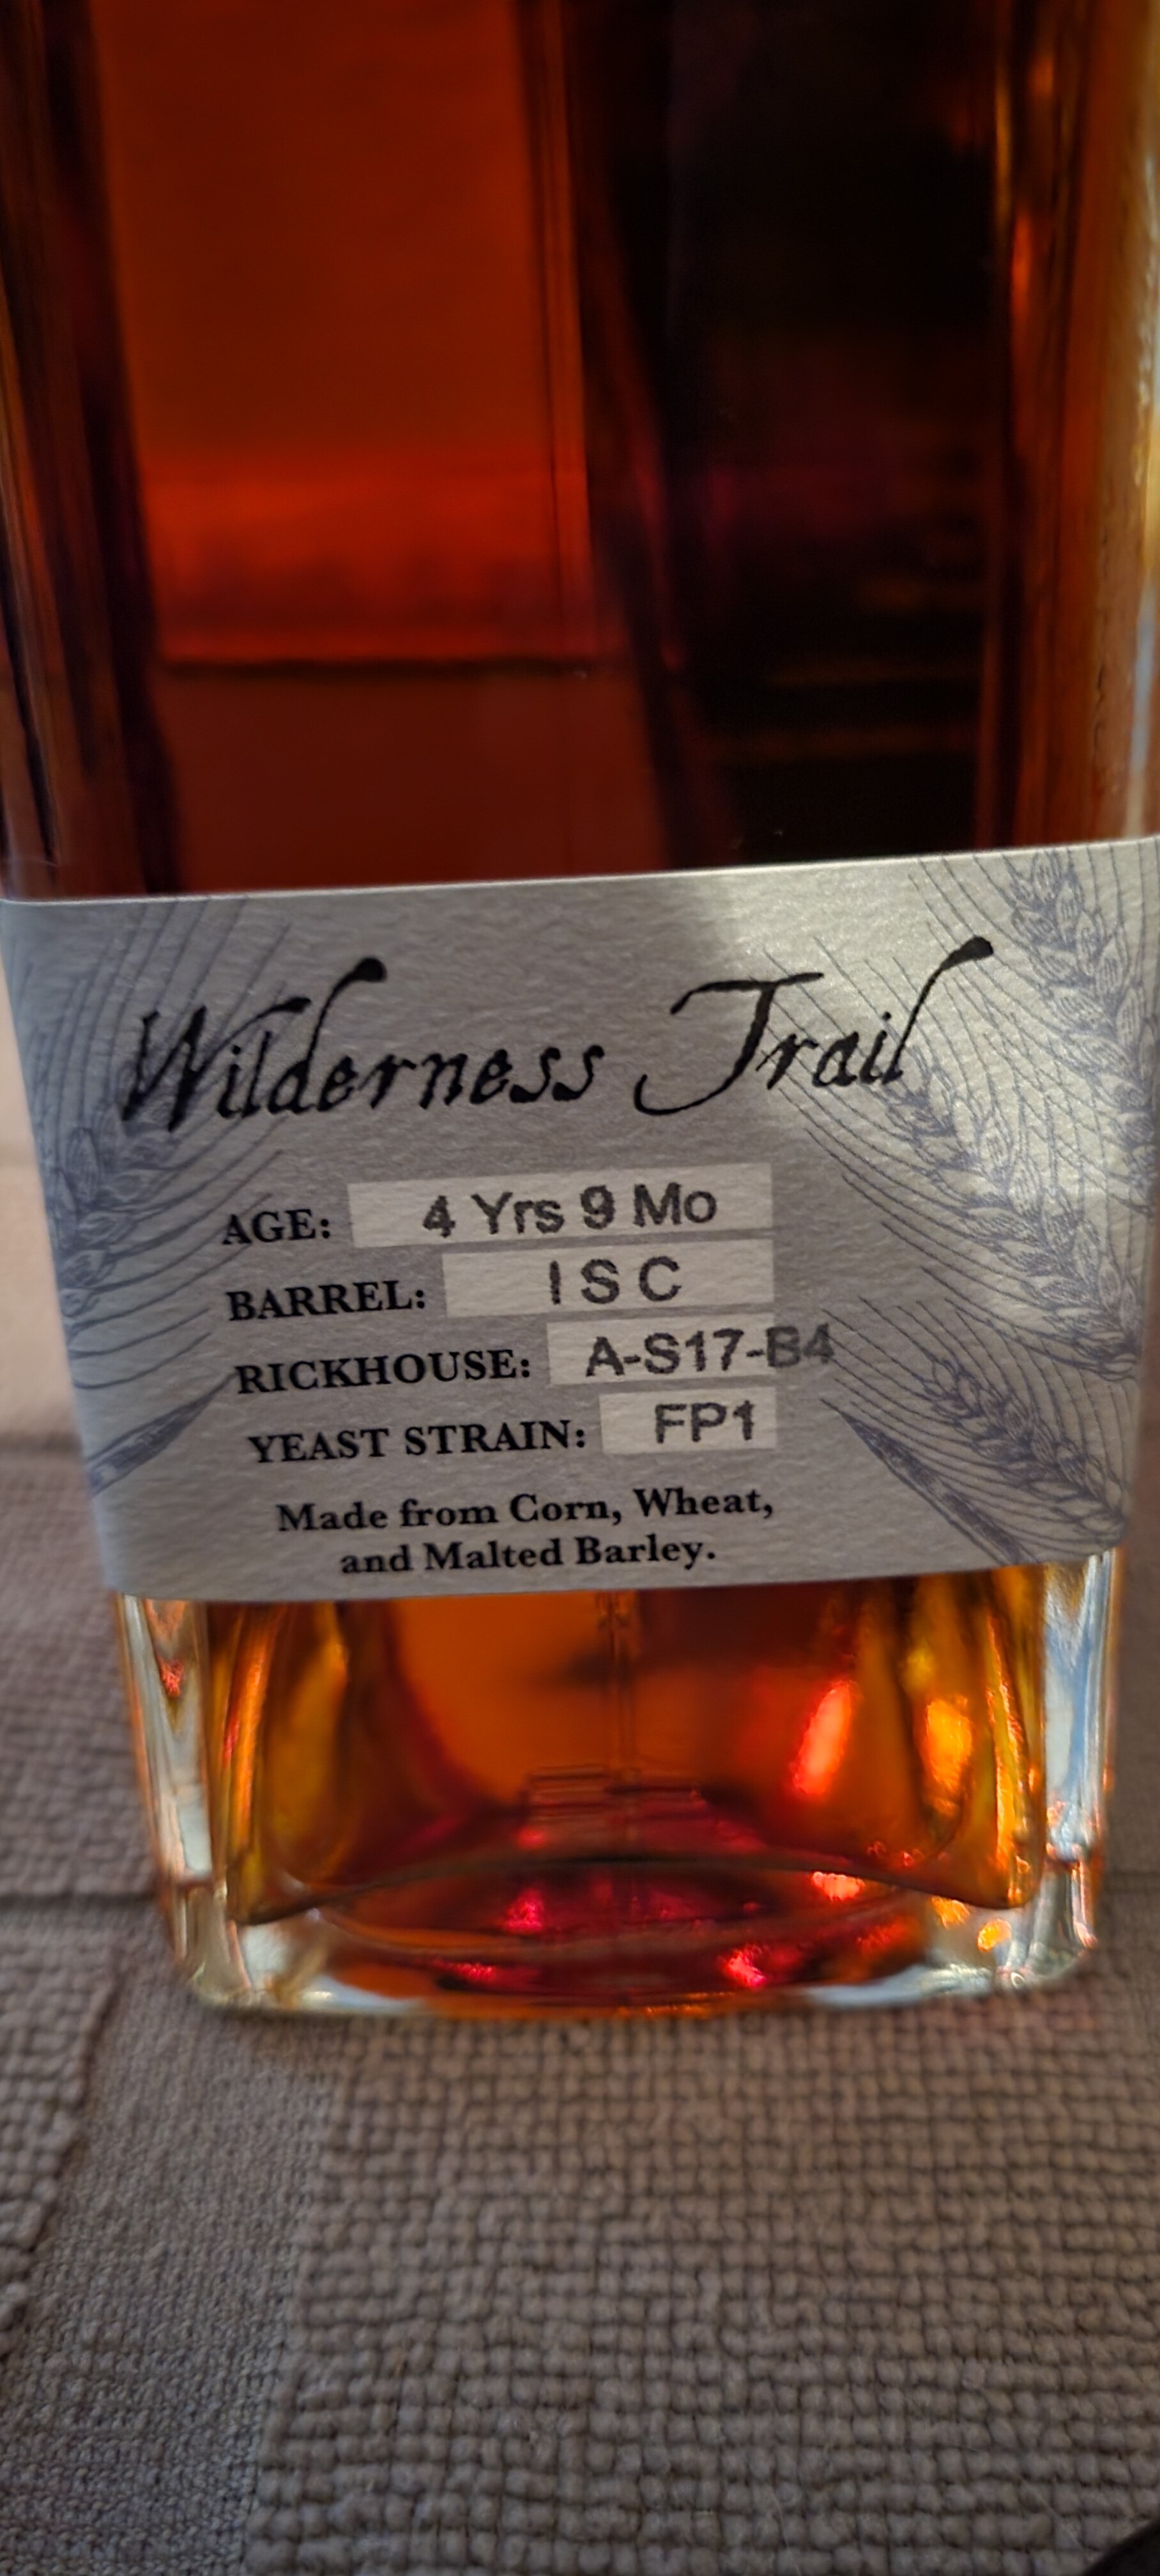 Wilderness Trail
AGE: 4 Yrs 9 Mo
BARREL: I S C
RICKHOUSE: A-S17-B4
YEAST STRAIN: FP1
Made from Corn, Wheat,
and Malted Barley.